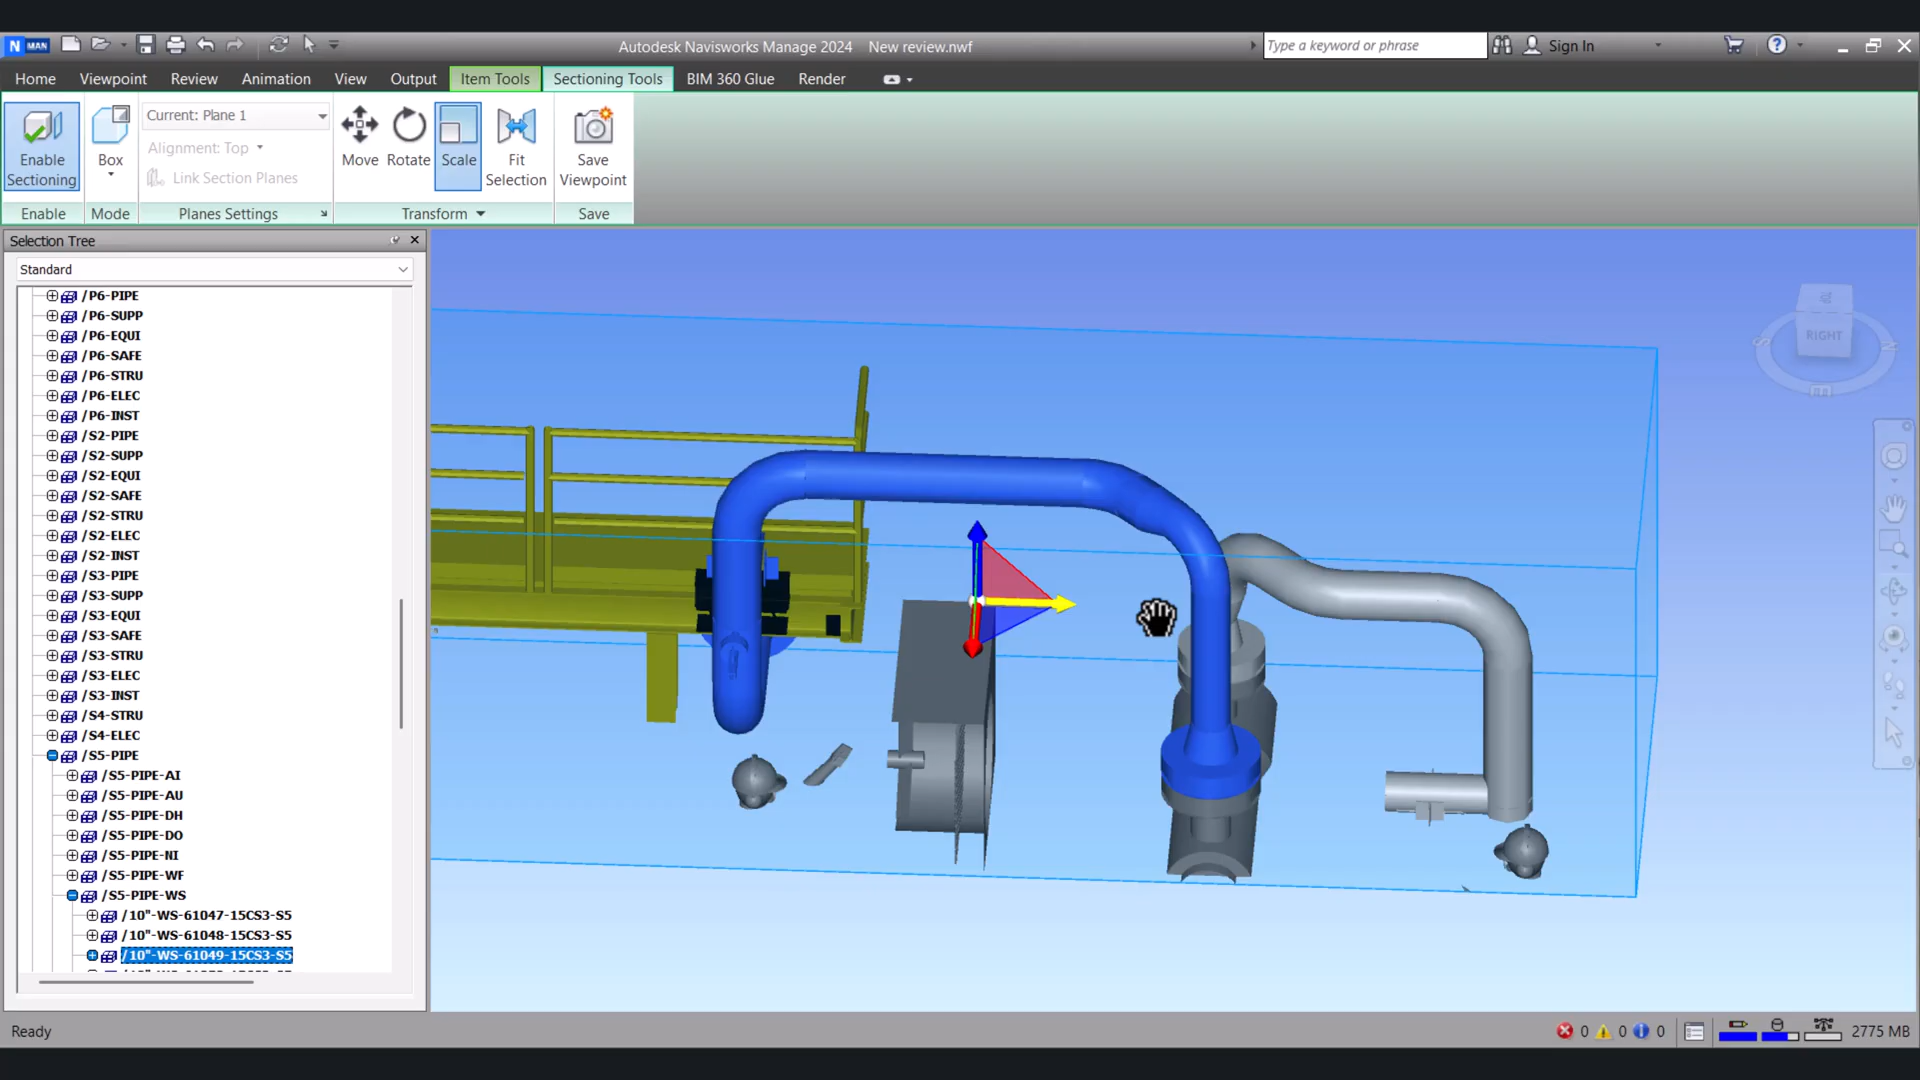 N MAN
Autodesk Navisworks Manage 2024 New review.nwf
Type a keyword or phrase
Sign In
Home Viewpoint Review Animation View Output Item Tools Sectioning Tools BIM 360 Glue Render
Enable Sectioning
Box
Current: Plane 1
Alignment: Top
Link Section Planes
Move Rotate Scale
Fit Selection
Save Viewpoint
Enable Mode Planes Settings Transform Save
Selection Tree
Standard
/P6-PIPE
/P6-SUPP
/P6-EQUI
/P6-SAFE
/P6-STRU
/P6-ELEC
/P6-INST
/S2-PIPE
/S2-SUPP
/S2-EQUI
/S2-SAFE
/S2-STRU
/S2-ELEC
/S2-INST
/S3-PIPE
/S3-SUPP
/S3-EQUI
/S3-SAFE
/S3-STRU
/S3-ELEC
/S3-INST
/S4-STRU
/S4-ELEC
/S5-PIPE
/S5-PIPE-AI
/S5-PIPE-AU
/S5-PIPE-DH
/S5-PIPE-DO
/S5-PIPE-NI
/S5-PIPE-WF
/S5-PIPE-WS
/10"-WS-61047-15CS3-S5
/10"-WS-61048-15CS3-S5
/10"-WS-61049-15CS3-S5
RIGHT
Ready
0 0 0
2775 MB